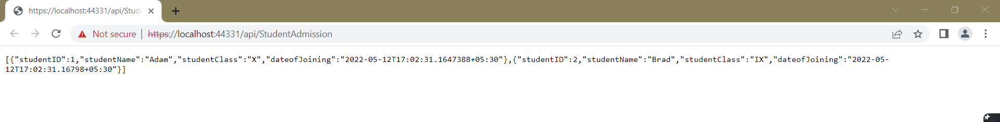 https://localhost:44331/api/Stude
Not secure | https://localhost:44331/api/StudentAdmission
[{"studentID":1,"studentName":"Adam","studentClass":"X","dateofJoining":"2022-05-12T17:02:31.1647388+05:30"},{"studentID":2,"studentName":"Brad","studentClass":"IX","dateofJoining":"2022-05-
12T17:02:31.16798+05:30"}]